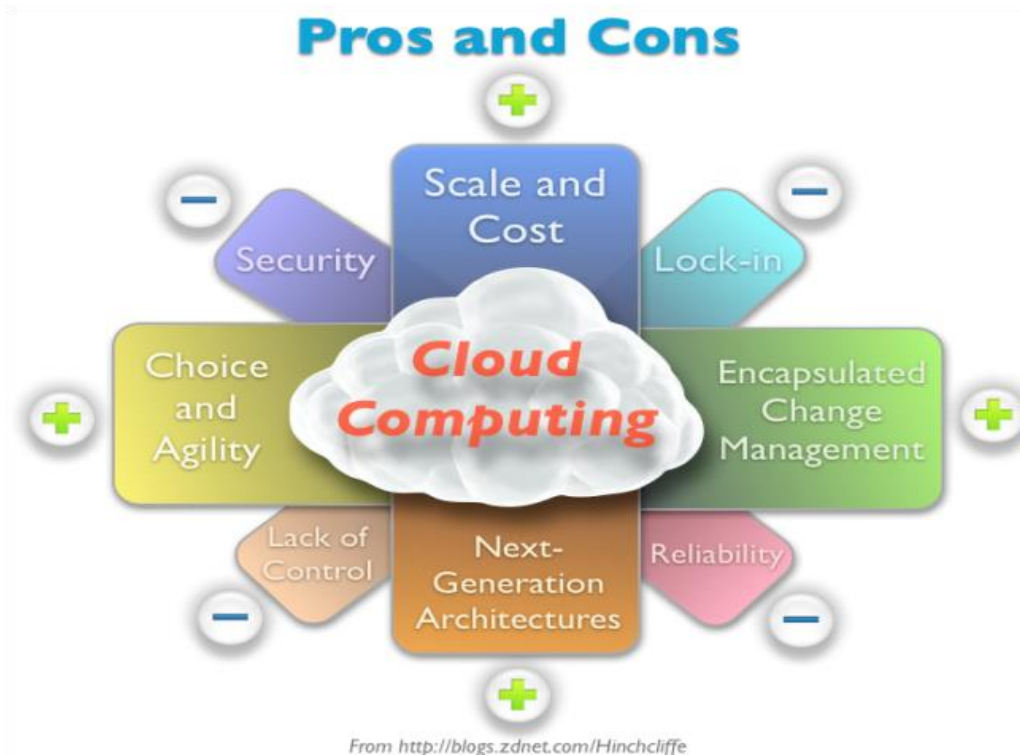 Pros and Cons
Scale and
Cost
Security
Lock-in
Choice
and
Agility
Cloud
Computing
Encapsulated
Change
Management
Lack of
Control
Next-
Generation
Architectures
Reliability
From http://blogs.zdnet.com/Hinchcliffe